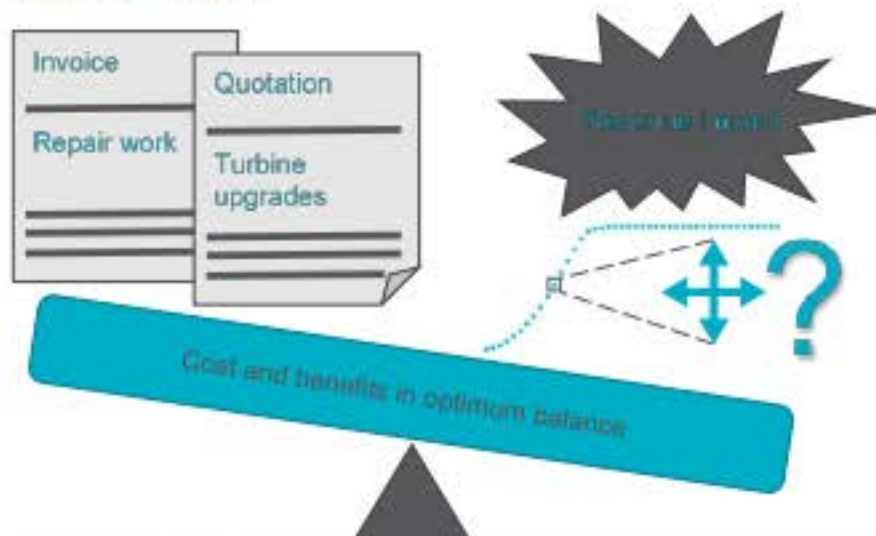 Invoice
Repair work
Quotation
Turbine
upgrades
?
Cost and benefits in optimum balance